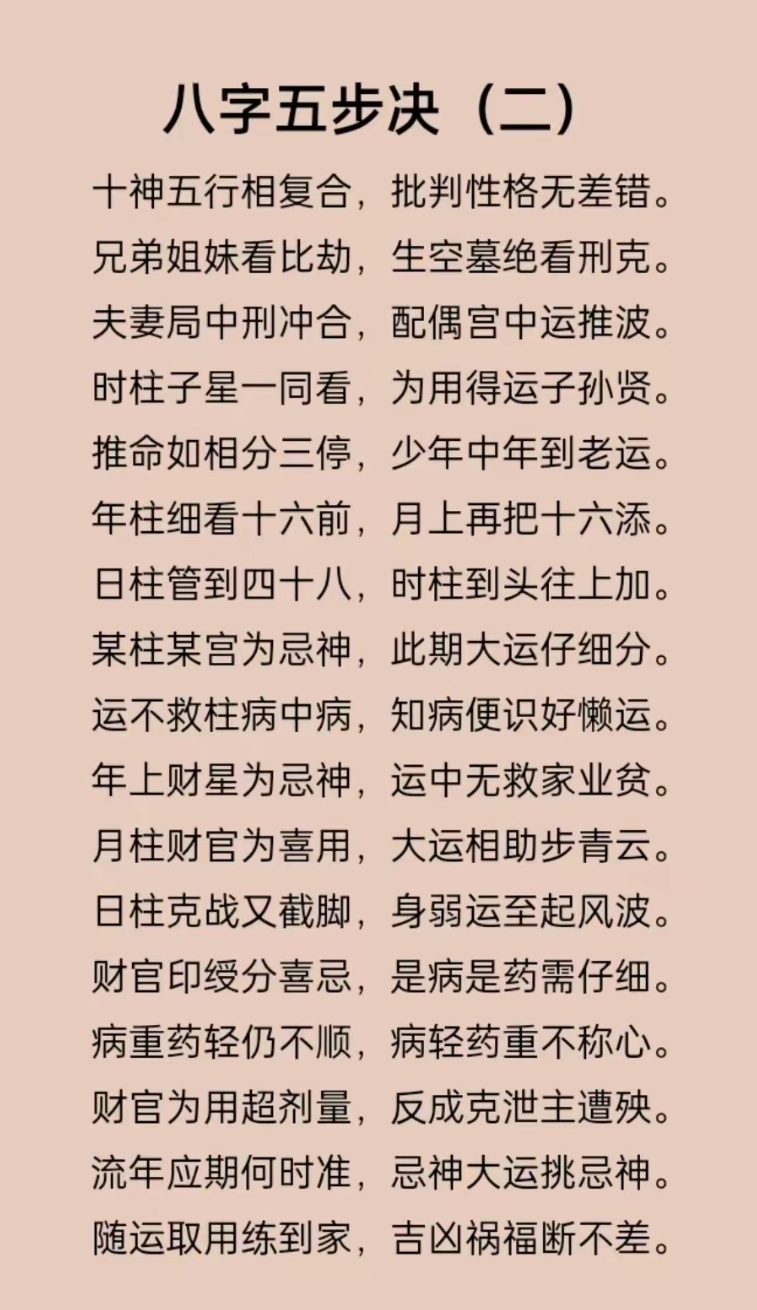 八字五步决（二）
十神五行相复合，批判性格无差错。
兄弟姐妹看比劫，生空墓绝看刑克。
夫妻局中刑冲合，配偶宫中运推波。
时柱子星一同看，为用得运子孙贤。
推命如相分三停，少年中年到老运。
年柱细看十六前，月上再把十六添。
日柱管到四十八，时柱到头往上加。
某柱某宫为忌神，此期大运仔细分。
运不救柱病中病，知病便识好懒运。
年上财星为忌神，运中无救家业贫。
月柱财官为喜用，大运相助步青云。
日柱克战又截脚，身弱运至起风波。
财官印绶分喜忌，是病是药需仔细。
病重药轻仍不顺，病轻药重不称心。
财官为用超剂量，反成克泄主遭殃。
流年应期何时准，忌神大运挑忌神。
随运取用练到家，吉凶祸福断不差。